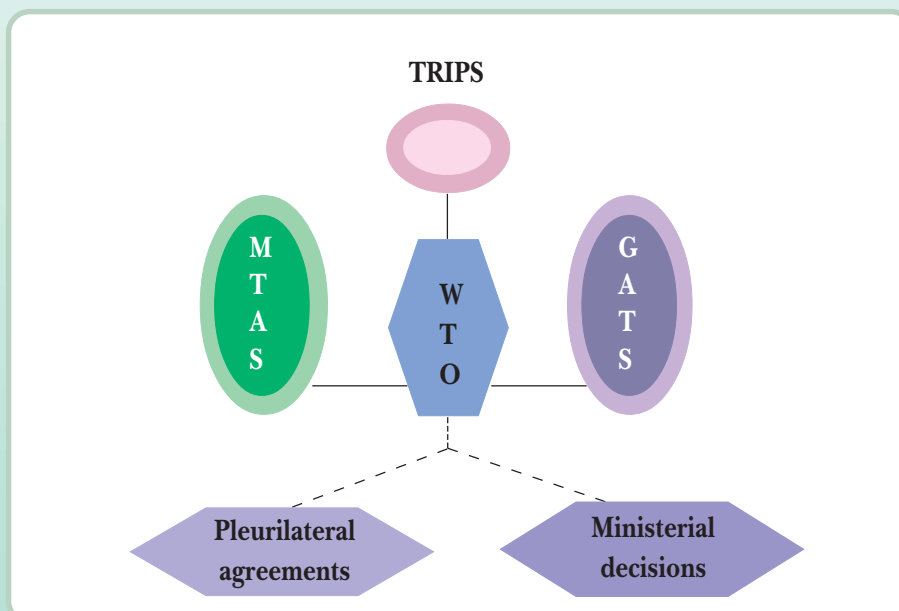 TRIPS
M
T
A
S
W
T
O
G
A
T
S
Pleurilateral
agreements
Ministerial
decisions